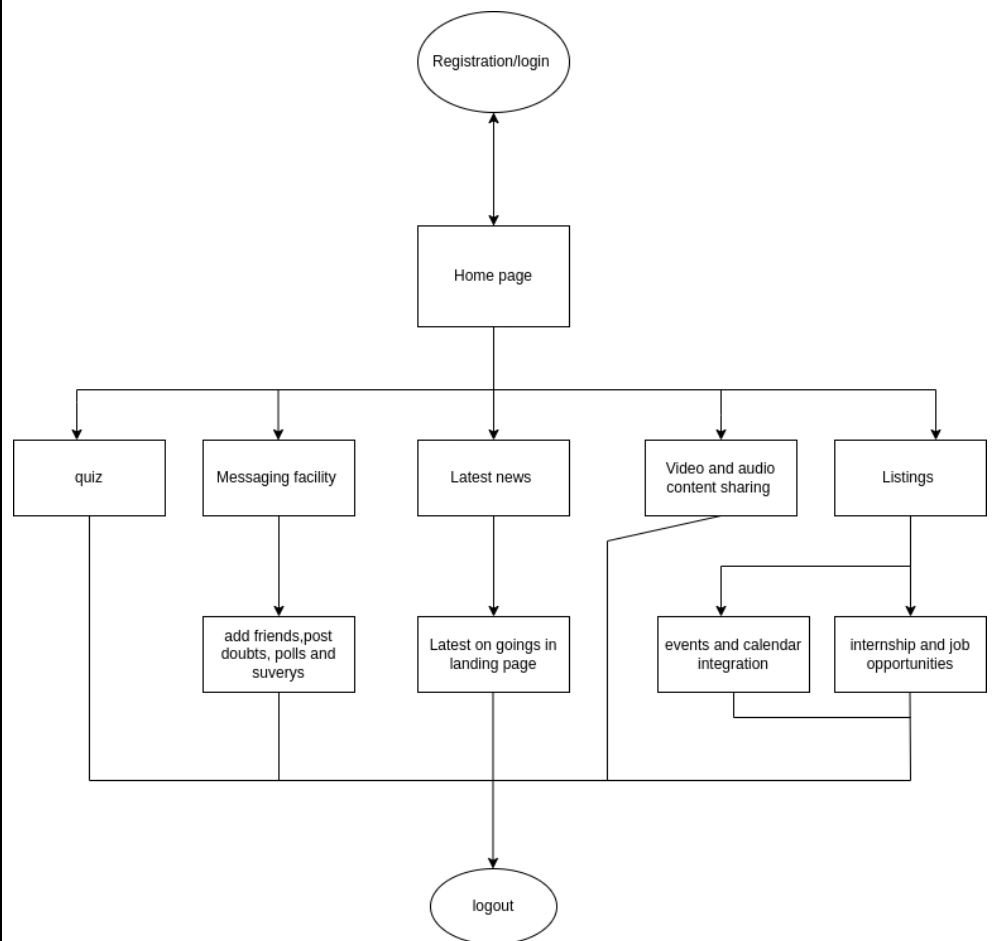 Registration/login
Home page
quiz
Messaging facility
Latest news
Video and audio
content sharing
Listings
add friends,post
doubts, polls and
suverys
Latest on goings in
landing page
events and calendar
integration
internship and job
opportunities
logout